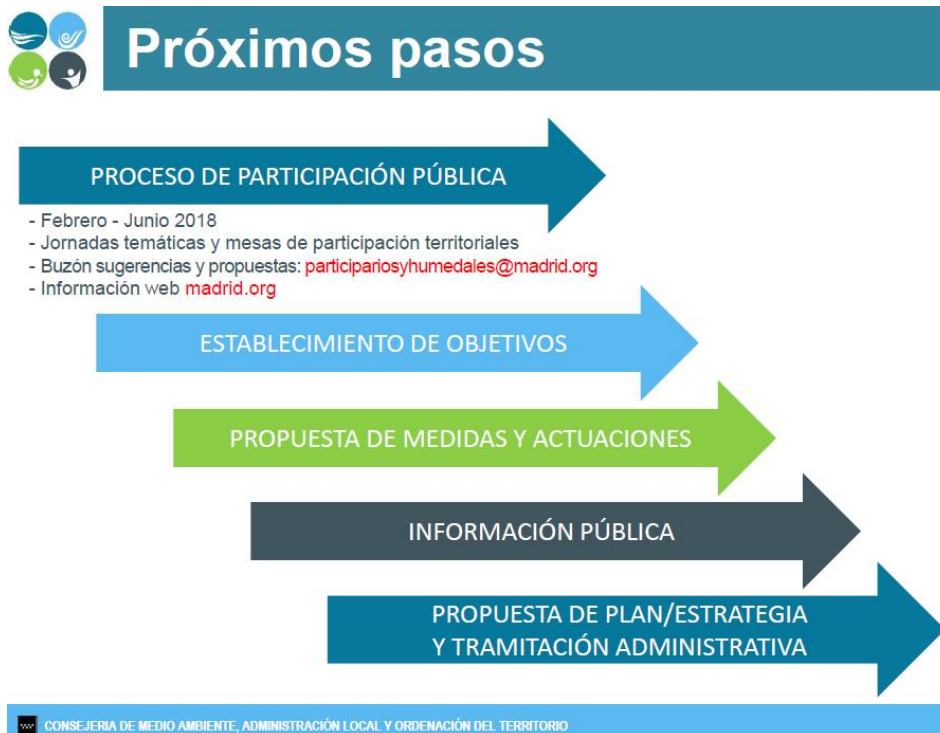 Próximos pasos
PROCESO DE PARTICIPACIÓN PÚBLICA
- Febrero - Junio 2018
- Jornadas temáticas y mesas de participación territoriales
- Buzón sugerencias y propuestas: participariosyhumedales@madrid.org
- Información web madrid.org
ESTABLECIMIENTO DE OBJETIVOS
PROPUESTA DE MEDIDAS Y ACTUACIONES
INFORMACIÓN PÚBLICA
PROPUESTA DE PLAN/ESTRATEGIA
Y TRAMITACIÓN ADMINISTRATIVA
CONSEJERIA DE MEDIO AMBIENTE, ADMINISTRACIÓN LOCAL Y ORDENACIÓN DEL TERRITORIO